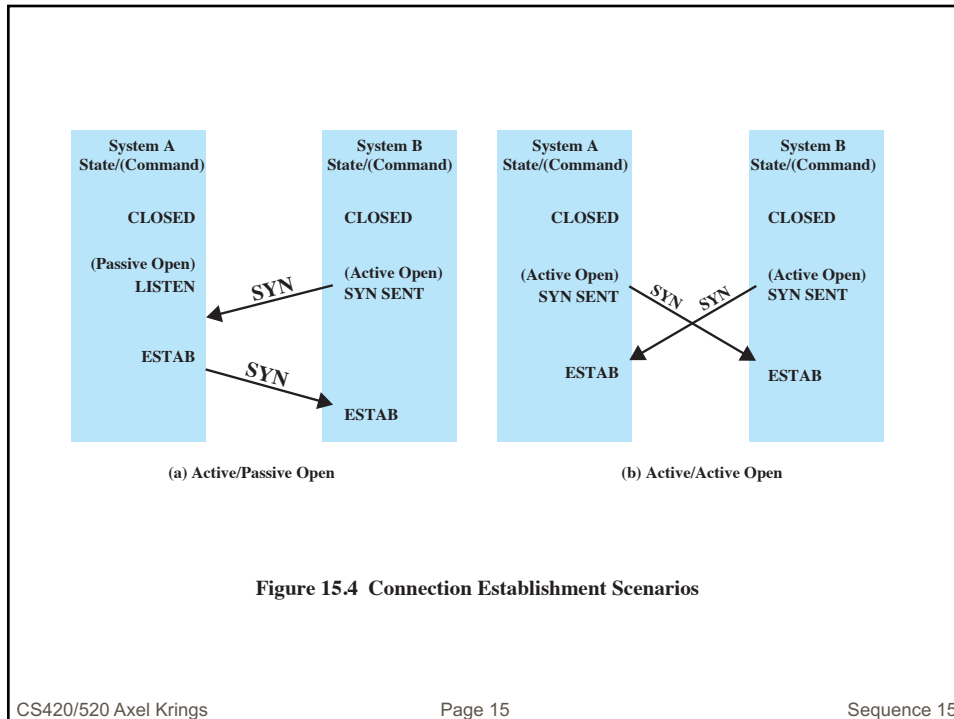 System A
State/(Command)
CLOSED
(Passive Open)
LISTEN
ESTAB
System B
State/(Command)
CLOSED
(Active Open)
SYN SENT
ESTAB
SYN
SYN
(a) Active/Passive Open
System A
State/(Command)
CLOSED
(Active Open)
SYN SENT
ESTAB
System B
State/(Command)
CLOSED
(Active Open)
SYN SENT
ESTAB
SYN
SYN
(b) Active/Active Open
Figure 15.4 Connection Establishment Scenarios
CS420/520 Axel Krings
Page 15
Sequence 15